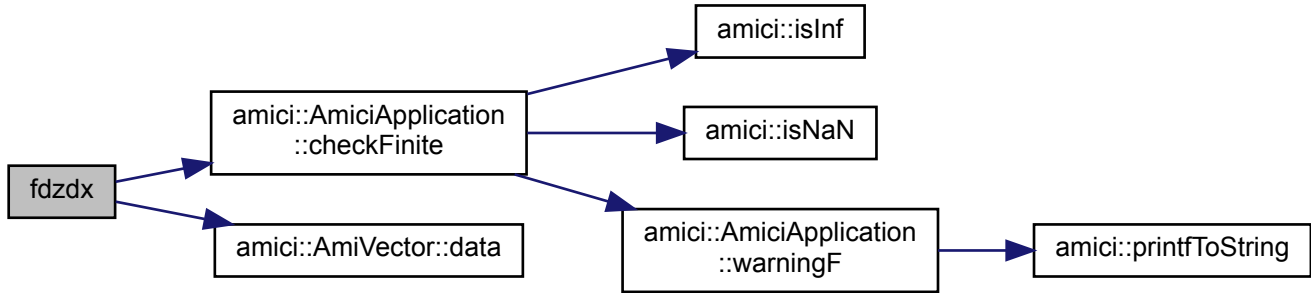 fdzdx
amici::AmiciApplication
::checkFinite
amici::AmiVector::data
amici::isInf
amici::isNaN
amici::AmiciApplication
::warningF
amici::printfToString